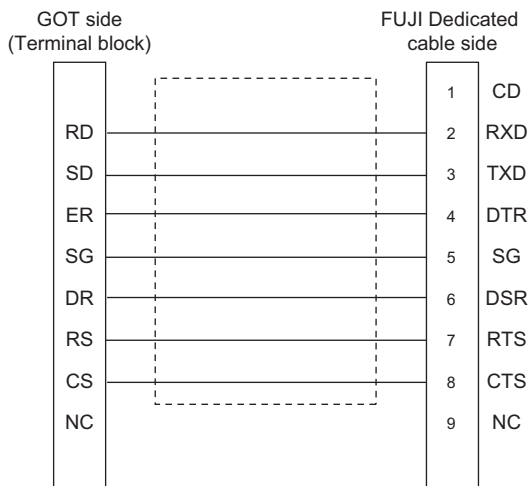 GOT side
(Terminal block)
FUJI Dedicated
cable side
1 CD
RD 2 RXD
SD 3 TXD
ER 4 DTR
SG 5 SG
DR 6 DSR
RS 7 RTS
CS 8 CTS
NC 9 NC